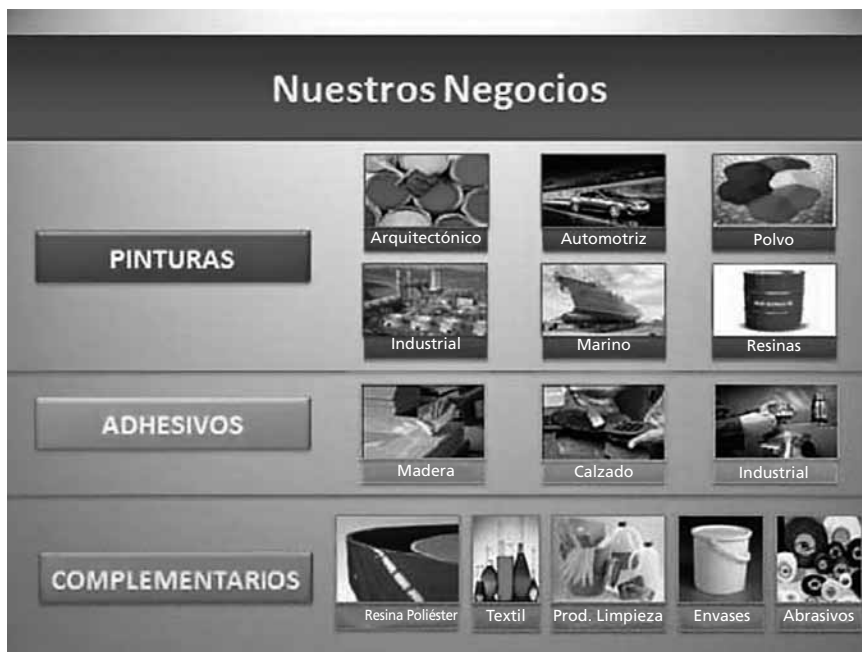 Nuestros Negocios
PINTURAS
Arquitectónico
Automotriz
Polvo
Industrial
Marino
Resinas
ADHESIVOS
Madera
Calzado
Industrial
COMPLEMENTARIOS
Resina Poliéster
Textil
Prod. Limpieza
Envases
Abrasivos